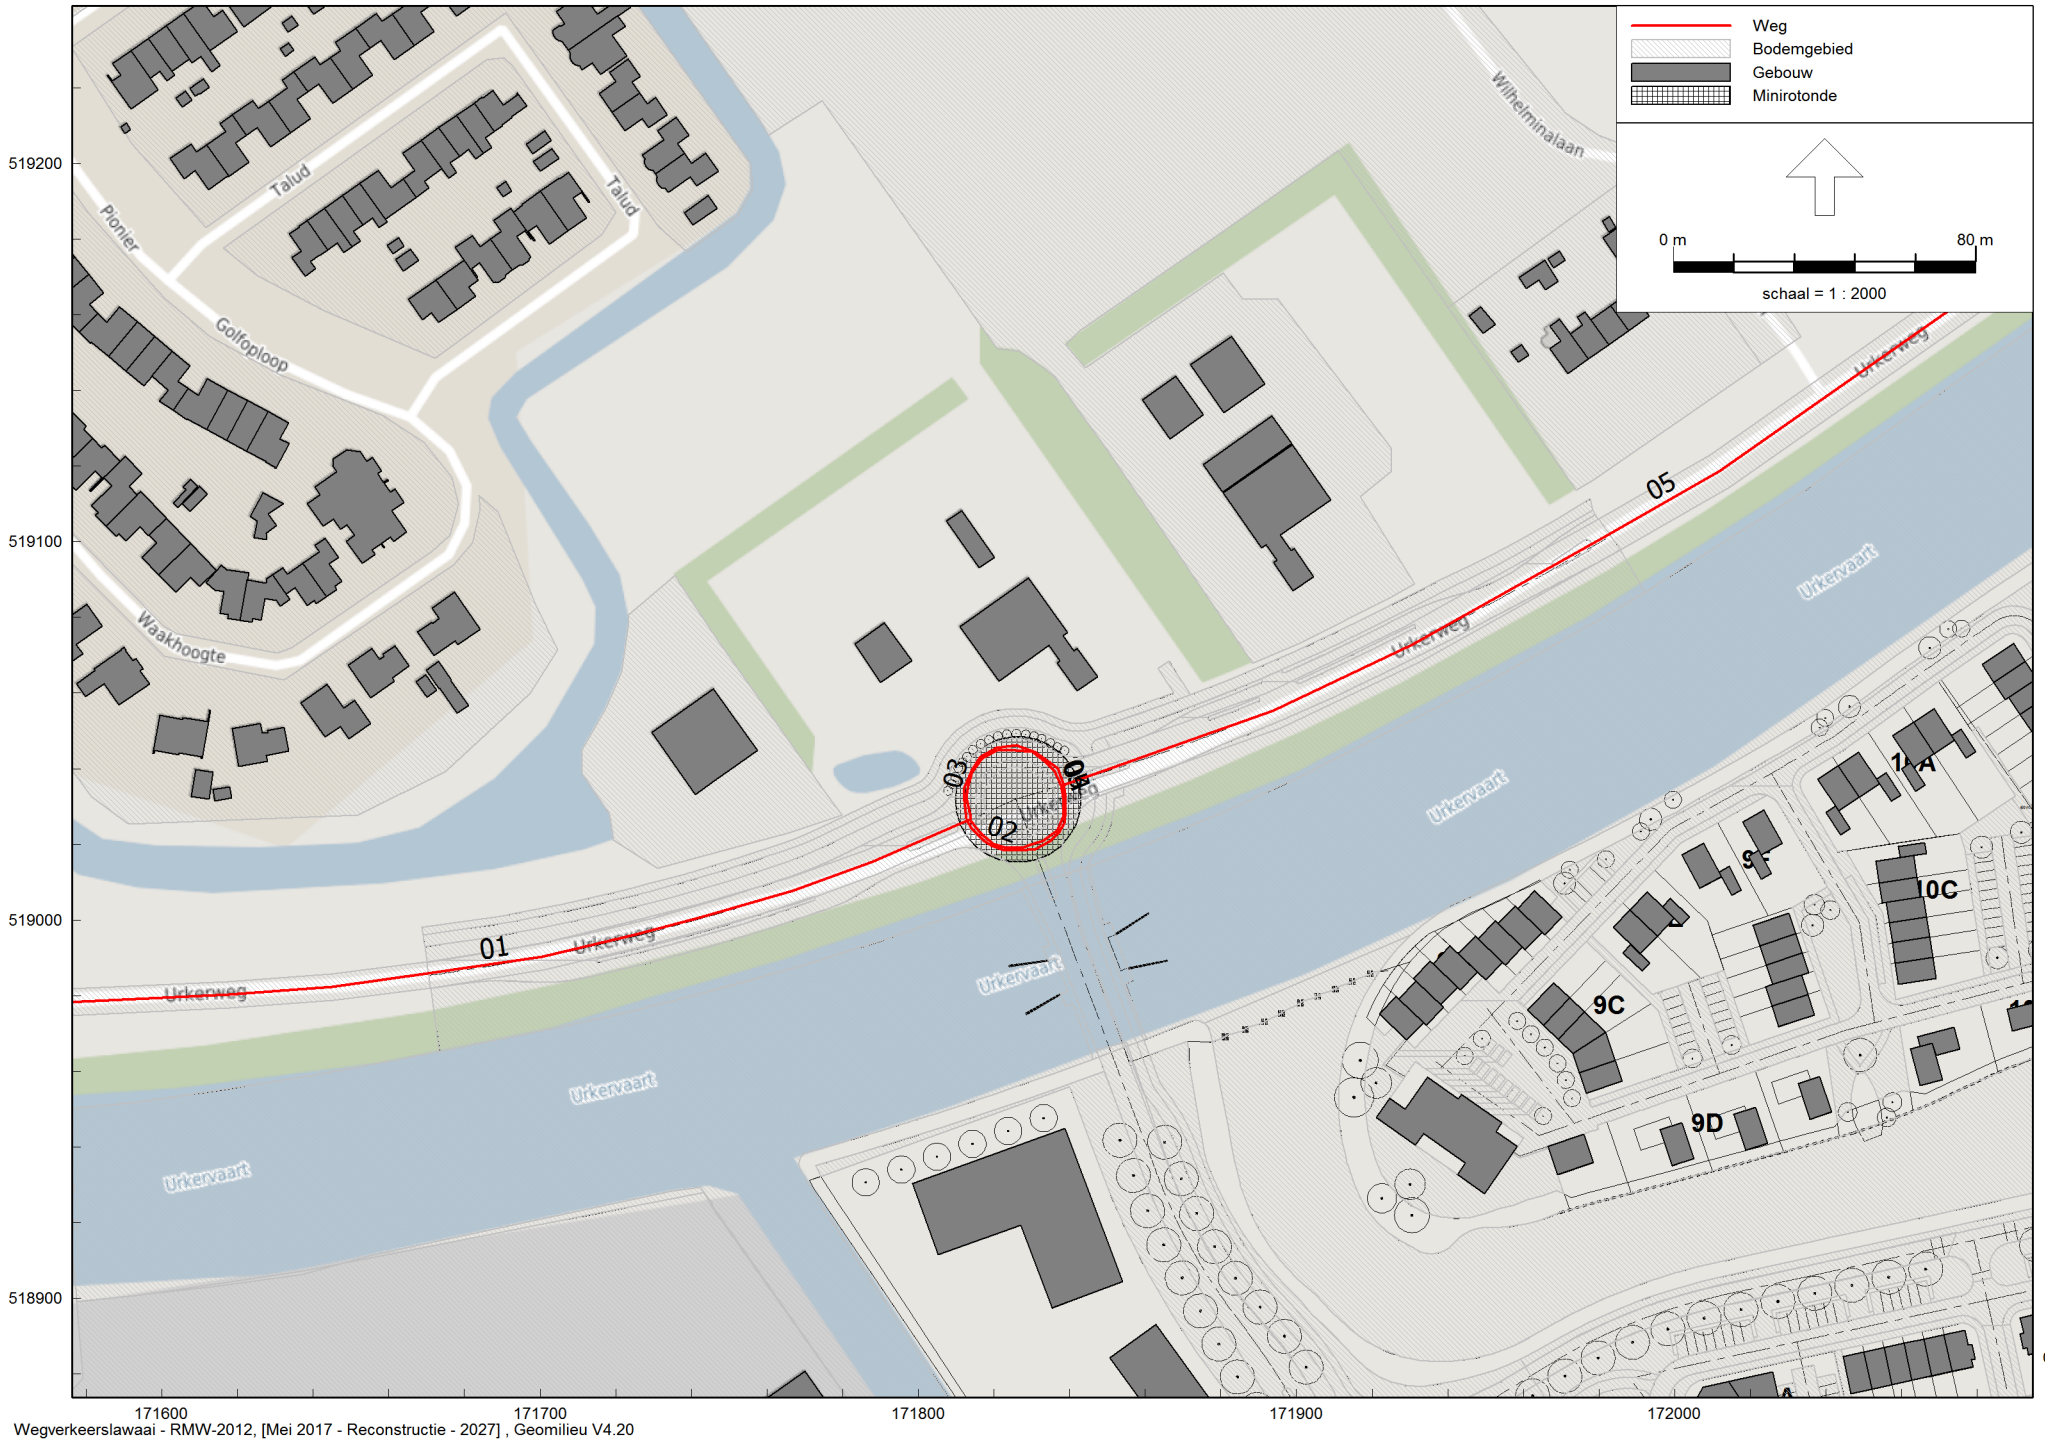 Weg
Bodemgebied
Gebouw
Minirotonde
0 m
80 m
schaal = 1 : 2000
Wilhelminalaan
519200
Talud
Talud
Pionier
Golfoploop
Urkerweg
05
519100
Urkervaart
Waakhoogte
Urkerweg
03
04
Urkerweg
02
Urkervaart
10C
519000
01
Urkerweg
Urkervaart
Urkerweg
9C
Urkervaart
9D
Urkervaart
518900
171600
171700
171800
171900
172000
Wegverkeerslawaai - RMW-2012, [Mei 2017 - Reconstructie - 2027] , Geomilieu V4.20